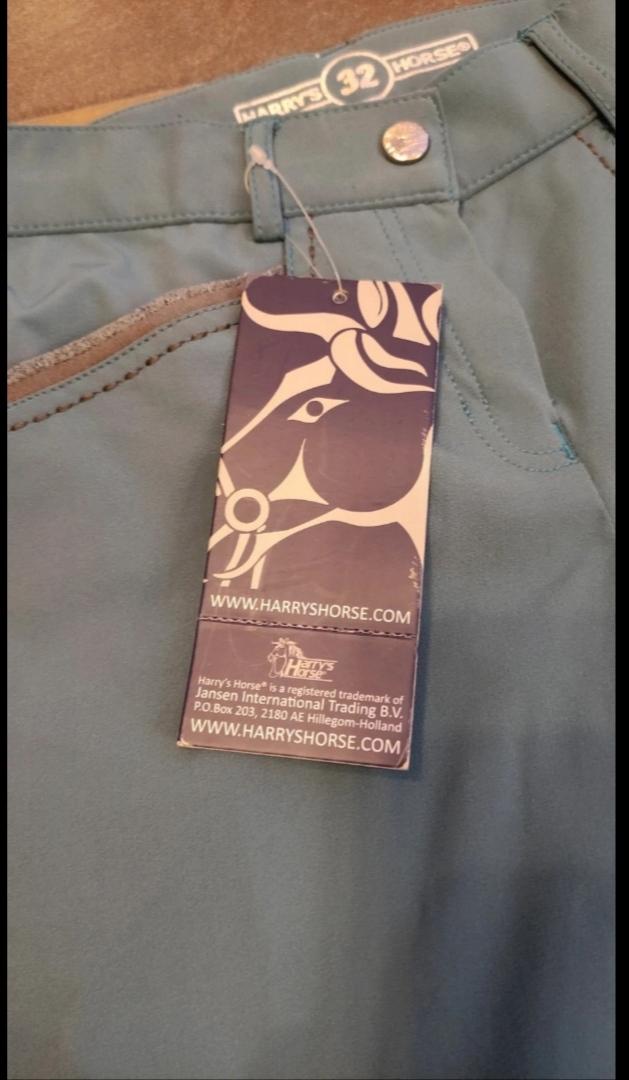 HARRY'S 32 HORSE®
WWW.HARRYSHORSE.COM
Harry's
Horse
Harry's Horse® is a registered trademark of
Jansen International Trading B.V.
P.O.Box 203, 2180 AE Hillegom-Holland
WWW.HARRYSHORSE.COM